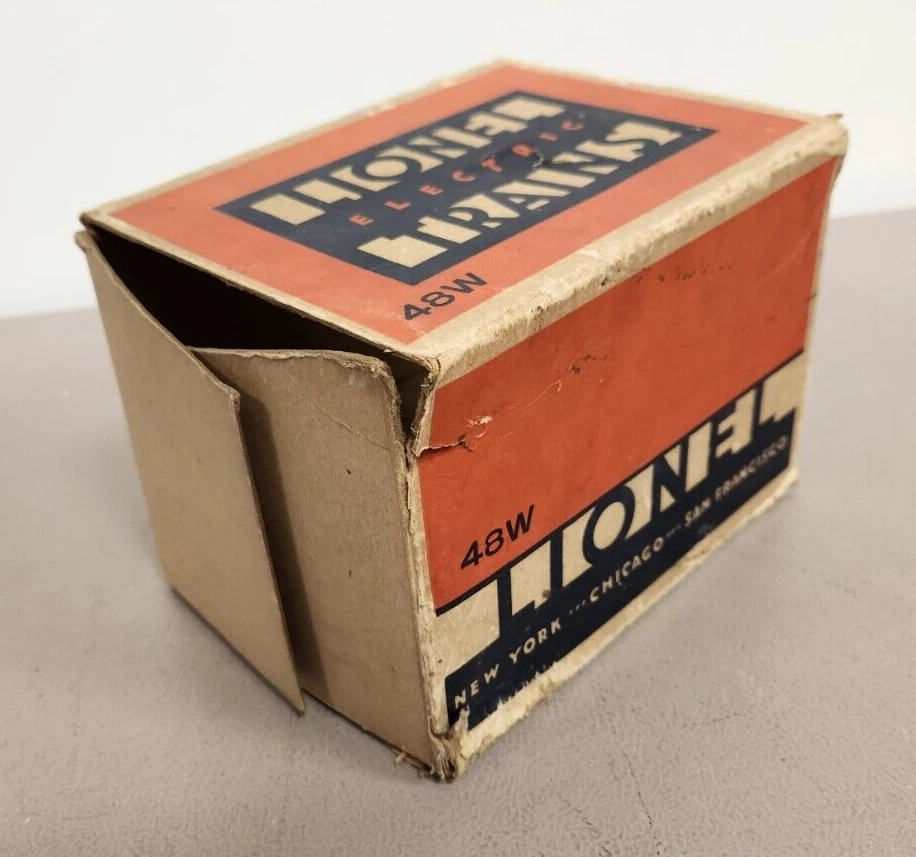 LIONEL
ELECTRIC
TRAINS
48W
48W
LIONEL
NEW YORK ··· CHICAGO ··· SAN FRANCISCO